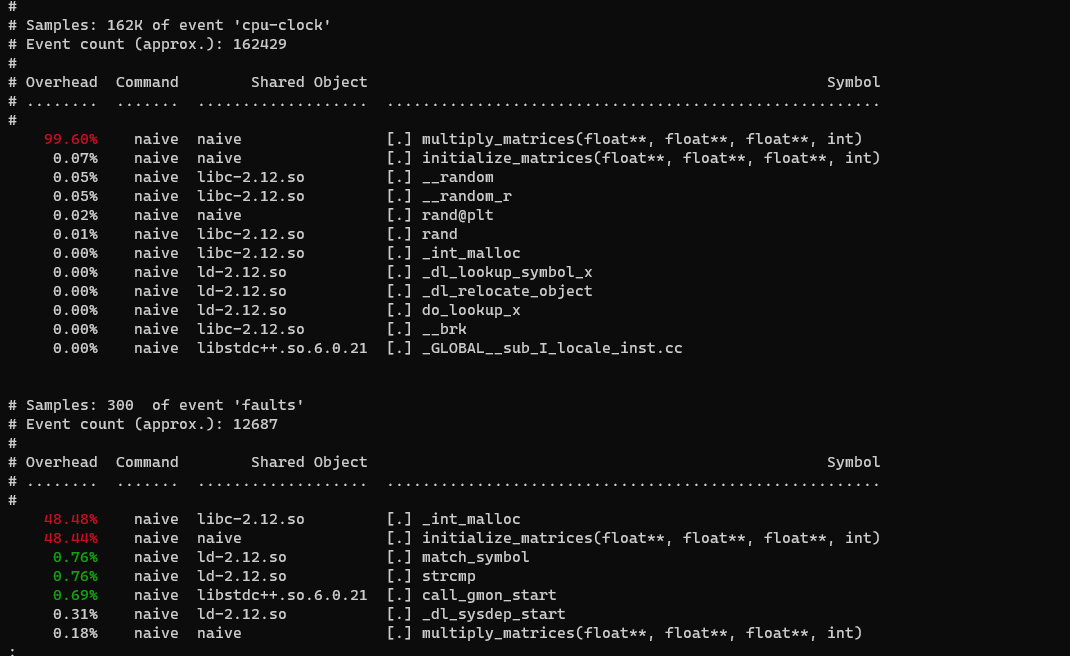 #
# Samples: 162K of event 'cpu-clock'
# Event count (approx.): 162429
#
# Overhead  Command        Shared Object                                                   Symbol
# ........  .......  ...................  .......................................................
#
    99.60%    naive  naive                [.] multiply_matrices(float**, float**, float**, int)
     0.07%    naive  naive                [.] initialize_matrices(float**, float**, float**, int)
     0.05%    naive  libc-2.12.so         [.] __random
     0.05%    naive  libc-2.12.so         [.] __random_r
     0.02%    naive  naive                [.] rand@plt
     0.01%    naive  libc-2.12.so         [.] rand
     0.00%    naive  libc-2.12.so         [.] _int_malloc
     0.00%    naive  ld-2.12.so           [.] _dl_lookup_symbol_x
     0.00%    naive  ld-2.12.so           [.] _dl_relocate_object
     0.00%    naive  ld-2.12.so           [.] do_lookup_x
     0.00%    naive  libc-2.12.so         [.] __brk
     0.00%    naive  libstdc++.so.6.0.21  [.] _GLOBAL__sub_I_locale_inst.cc
# Samples: 300  of event 'faults'
# Event count (approx.): 12687
#
# Overhead  Command        Shared Object                                                   Symbol
# ........  .......  ...................  .......................................................
#
    48.48%    naive  libc-2.12.so         [.] _int_malloc
    48.44%    naive  naive                [.] initialize_matrices(float**, float**, float**, int)
     0.76%    naive  ld-2.12.so           [.] match_symbol
     0.76%    naive  ld-2.12.so           [.] strcmp
     0.69%    naive  libstdc++.so.6.0.21  [.] call_gmon_start
     0.31%    naive  ld-2.12.so           [.] _dl_sysdep_start
     0.18%    naive  naive                [.] multiply_matrices(float**, float**, float**, int)
: